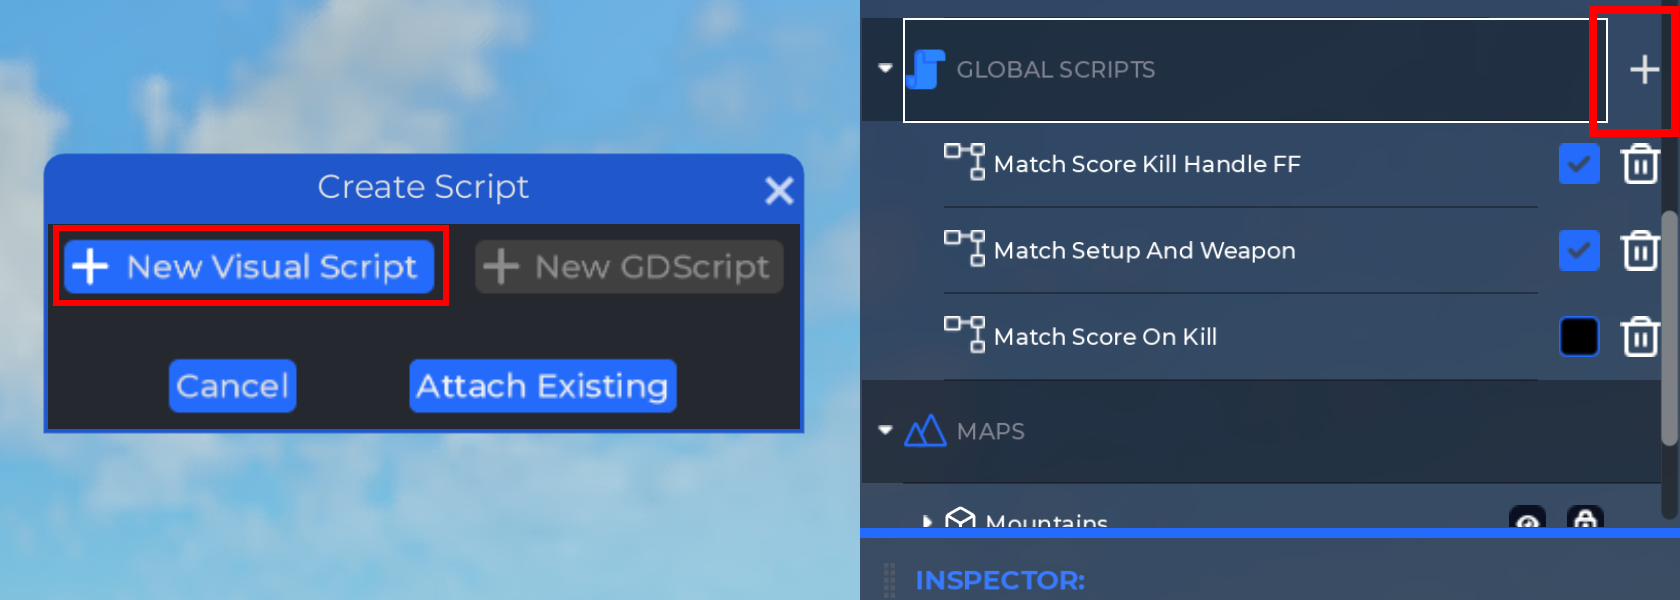 Create Script
New Visual Script
New GDScript
Cancel
Attach Existing
GLOBAL SCRIPTS
Match Score Kill Handle FF
Match Setup And Weapon
Match Score On Kill
MAPS
Mountains
INSPECTOR: